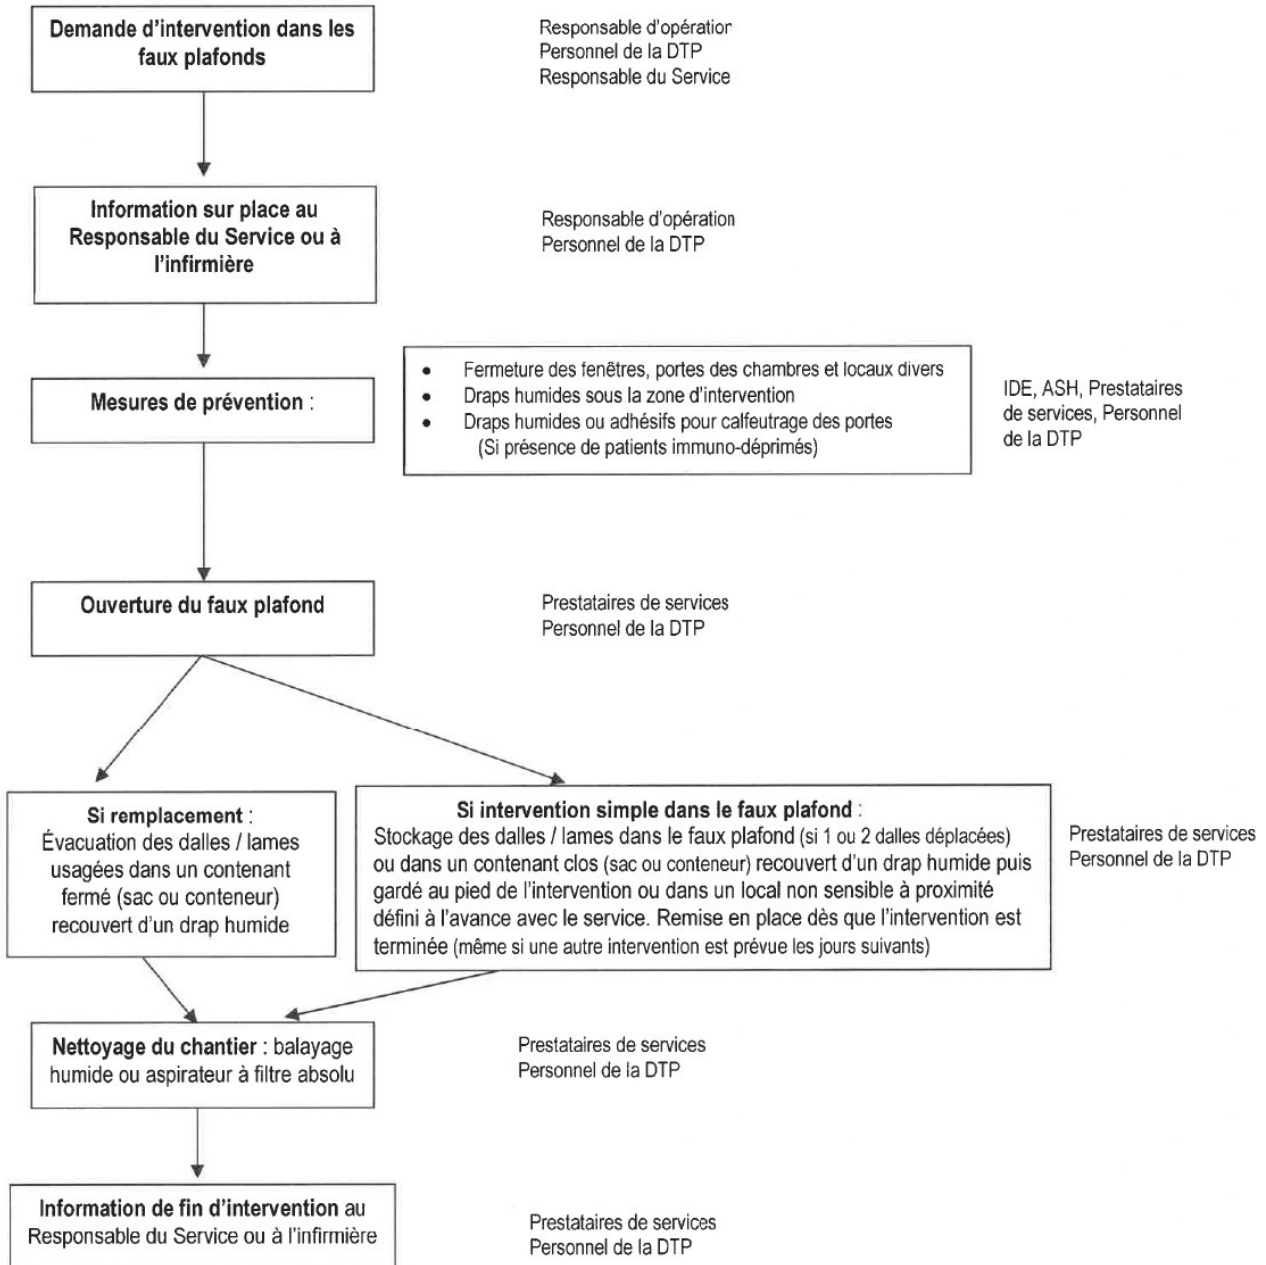 Demande d'intervention dans les
faux plafonds
Responsable d'opération
Personnel de la DTP
Responsable du Service
Information sur place au
Responsable du Service ou à
l'infirmière
Responsable d'opération
Personnel de la DTP
Mesures de prévention :
• Fermeture des fenêtres, portes des chambres et locaux divers
• Draps humides sous la zone d'intervention
• Draps humides ou adhésifs pour calfeutrage des portes
(Si présence de patients immuno-déprimés)
IDE, ASH, Prestataires
de services, Personnel
de la DTP
Ouverture du faux plafond
Prestataires de services
Personnel de la DTP
Si remplacement :
Évacuation des dalles / lames
usagées dans un contenant
fermé (sac ou conteneur)
recouvert d'un drap humide
Si intervention simple dans le faux plafond :
Stockage des dalles / lames dans le faux plafond (si 1 ou 2 dalles déplacées)
ou dans un contenant clos (sac ou conteneur) recouvert d'un drap humide puis
gardé au pied de l'intervention ou dans un local non sensible à proximité
défini à l'avance avec le service. Remise en place dès que l'intervention est
terminée (même si une autre intervention est prévue les jours suivants)
Prestataires de services
Personnel de la DTP
Nettoyage du chantier : balayage
humide ou aspirateur à filtre absolu
Prestataires de services
Personnel de la DTP
Information de fin d'intervention au
Responsable du Service ou à l'infirmière
Prestataires de services
Personnel de la DTP